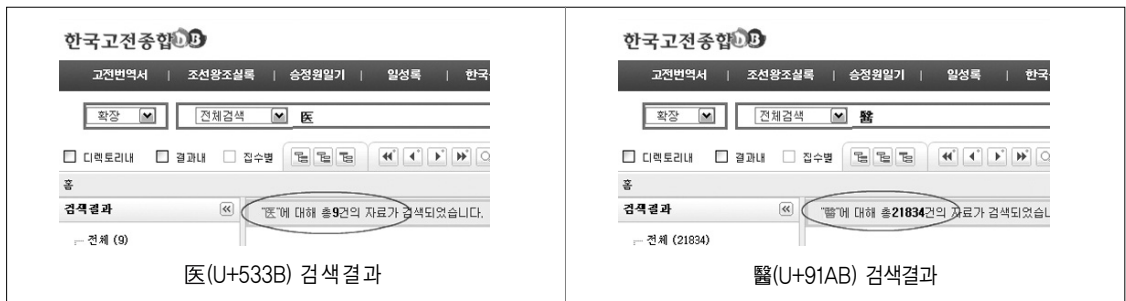 한국고전종합DB
고전번역서 | 조선왕조실록 | 승정원일기 | 일성록 | 한국
확장 전체검색 医
디렉토리내 결과내 집수별
홈
검색결과 "医"에 대해 총9건의 자료가 검색되었습니다.
전체 (9)
医(U+533B) 검색결과
한국고전종합DB
고전번역서 | 조선왕조실록 | 승정원일기 | 일성록 | 한국
확장 전체검색 醫
디렉토리내 결과내 집수별
홈
검색결과 "醫"에 대해 총21834건의 자료가 검색되었습니
전체 (21834)
醫(U+91AB) 검색결과